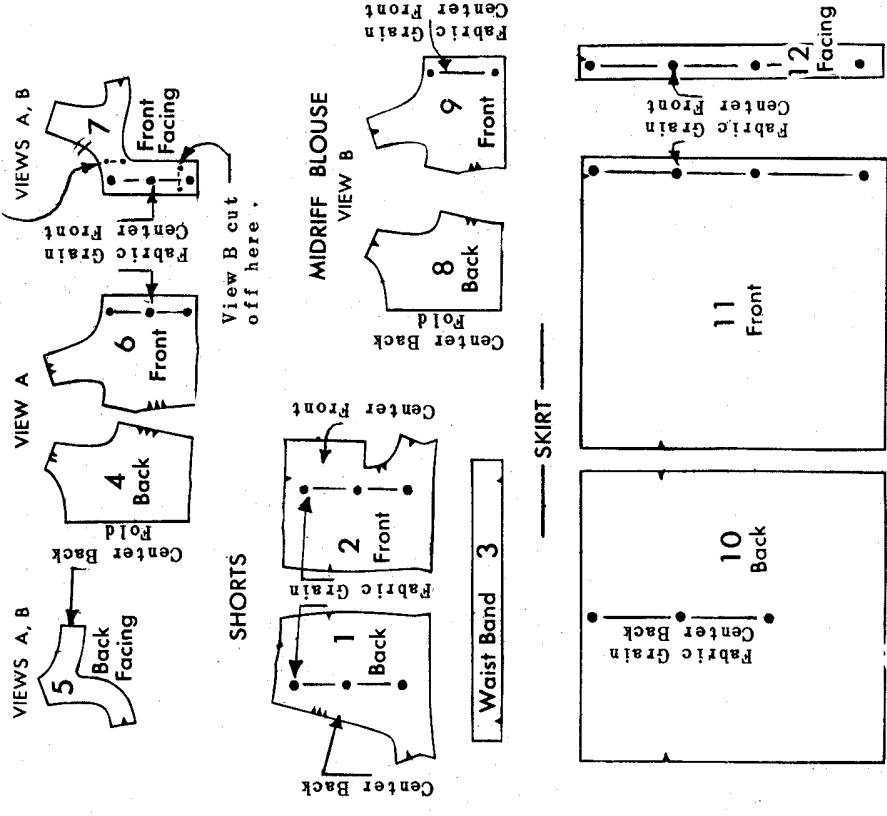 VIEWS A, B
5
Back
Facing
VIEW A
Center Back
Fold
4
Back
6
Front
VIEWS A, B
7
Front
Facing
Fabric Grain
Center Front
View B cut
off here.
SHORTS
1
Back
Center Back
Fabric Grain
2
Front
Center Front
Waist Band 3
MIDRIFF BLOUSE
VIEW B
8
Back
Center Back
Fold
9
Front
Fabric Grain
Center Front
SKIRT
10
Back
Fabric Grain
Center Back
11
Front
Fabric Grain
Center Front
12
Facing